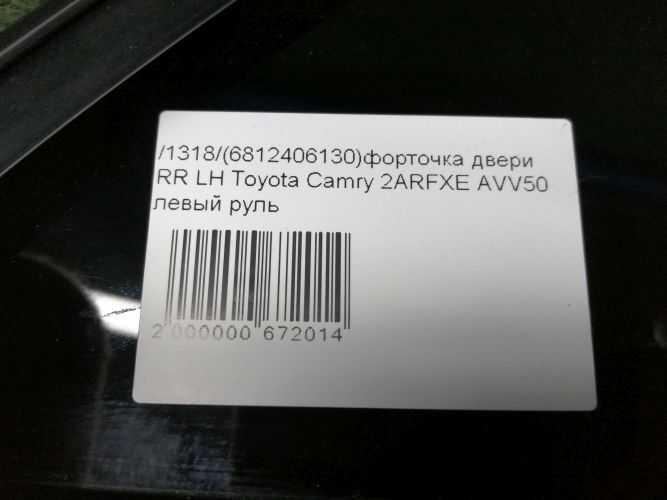 /1318/(6812406130)форточка двери
RR LH Toyota Camry 2ARFXE AVV50
левый руль
2 000000 672014